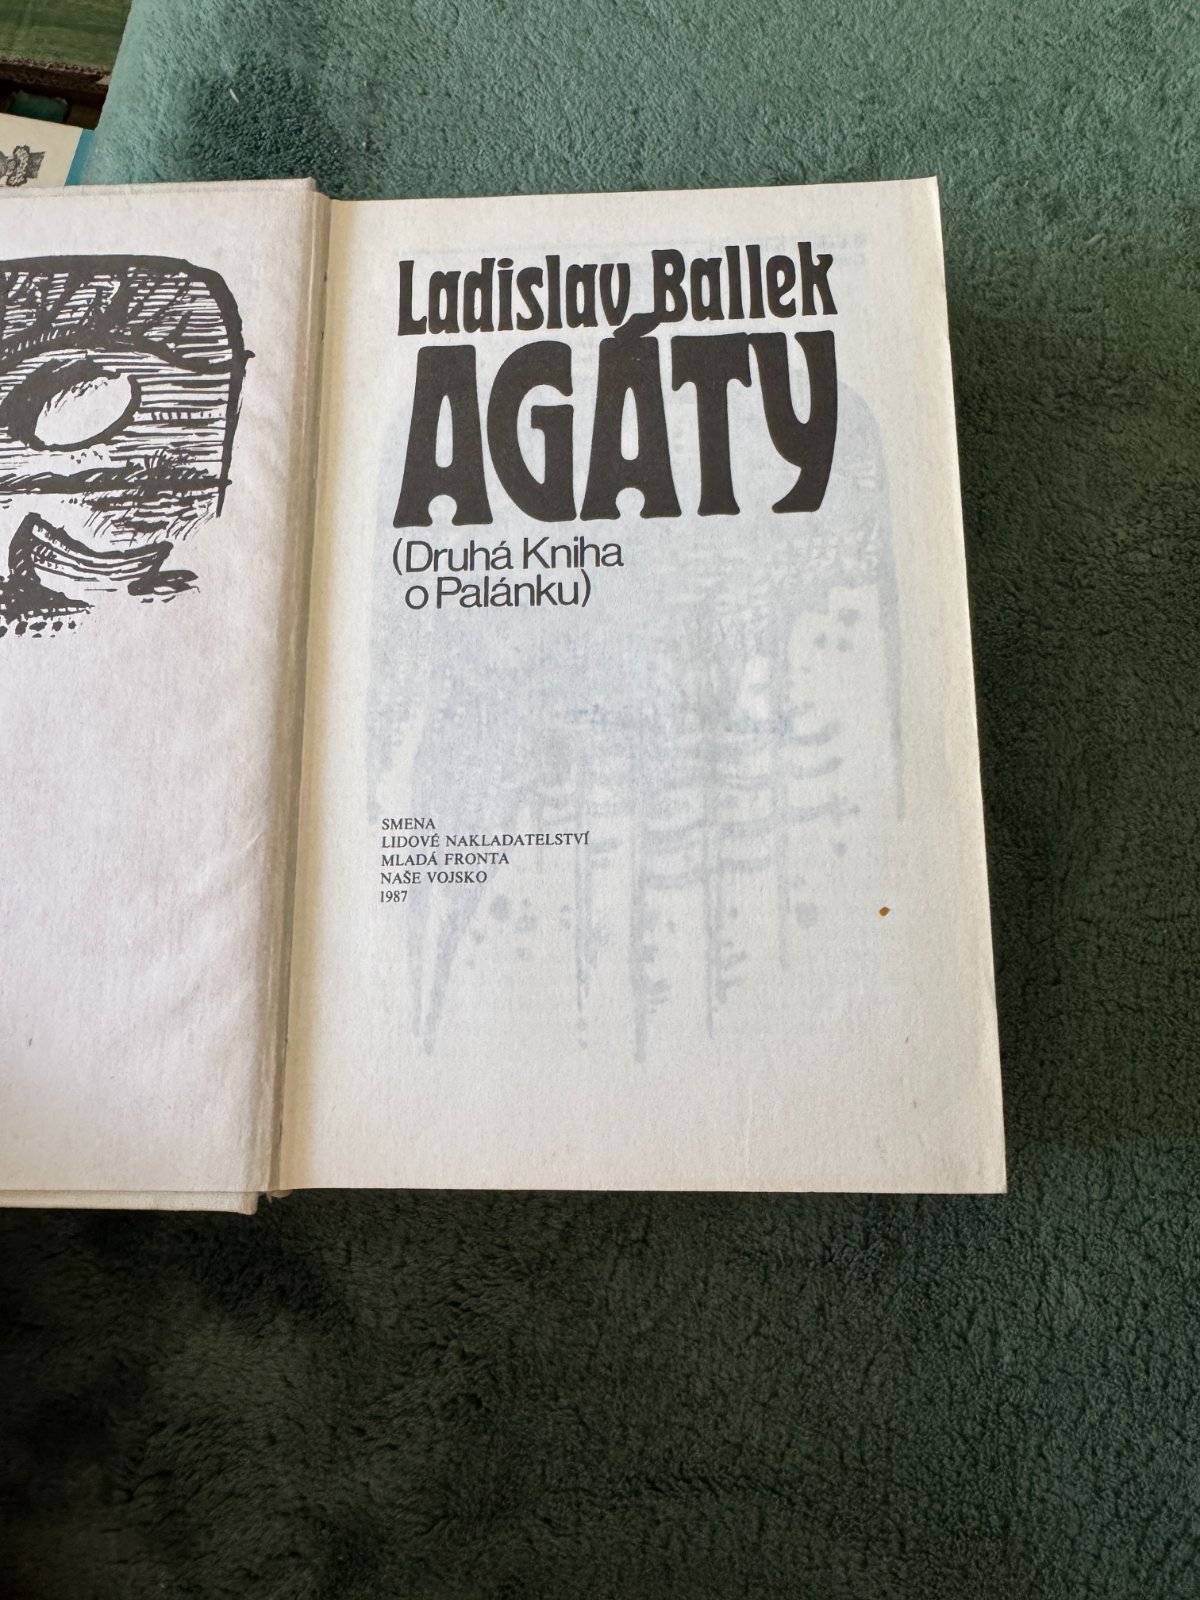 Ladislav Ballek
AGÁTY
(Druhá Kniha
o Palánku)
SMENA
LIDOVÉ NAKLADATELSTVÍ
MLADÁ FRONTA
NAŠE VOJSKO
1987